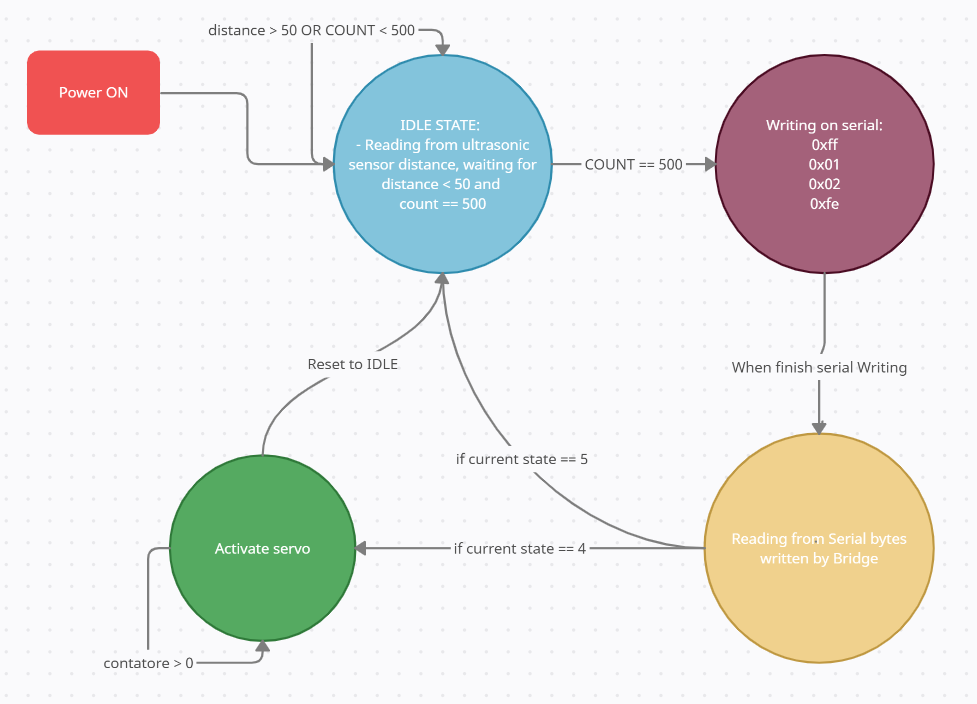 distance > 50 OR COUNT < 500
Power ON
IDLE STATE:
- Reading from ultrasonic
sensor distance, waiting for
distance < 50 and
count == 500
COUNT == 500
Writing on serial:
0xff
0x01
0x02
0xfe
Reset to IDLE
When finish serial Writing
if current state == 5
Activate servo
if current state == 4
Reading from Serial bytes
written by Bridge
contatore > 0